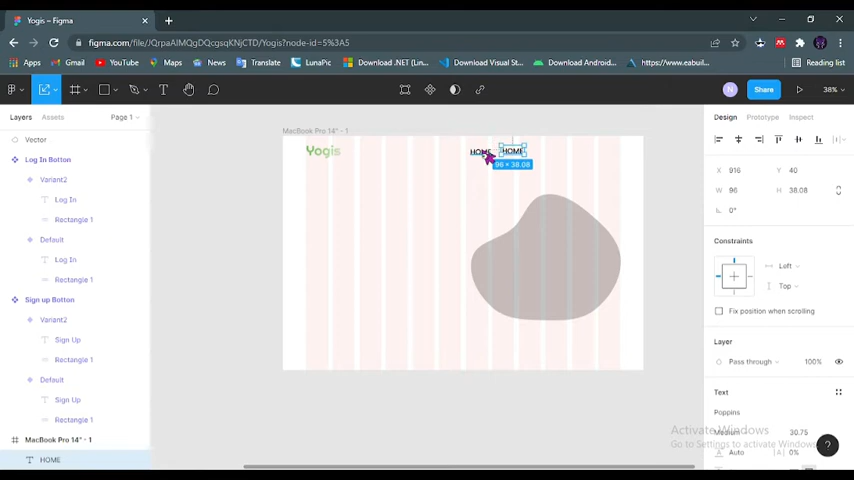 Yogis – Figma
figma.com/file/JQrpaAlMQgDQcgsqKNjCTD/Yogis?node-id=5%3A5
Apps
Gmail
YouTube
Maps
News
Translate
LunaPic
Download .NET (Lin...
Download Visual St...
Download Android...
https://www.eabuil...
Reading list
N
Share
38%
Layers
Assets
Page 1
Design
Prototype
Inspect
Vector
Log In Botton
Variant2
Log In
Rectangle 1
Default
Log In
Rectangle 1
Sign up Botton
Variant2
Sign Up
Rectangle 1
Default
Sign Up
Rectangle 1
MacBook Pro 14" - 1
HOME
MacBook Pro 14" - 1
Yogis
HOME
HOME
96 × 38.08
X 916
Y 40
W 96
H 38.08
0°
Constraints
Left
Top
Fix position when scrolling
Layer
Pass through
100%
Text
Poppins
Medium
30.75
Auto
0%
Activate Windows
Go to Settings to activate Windows.
?